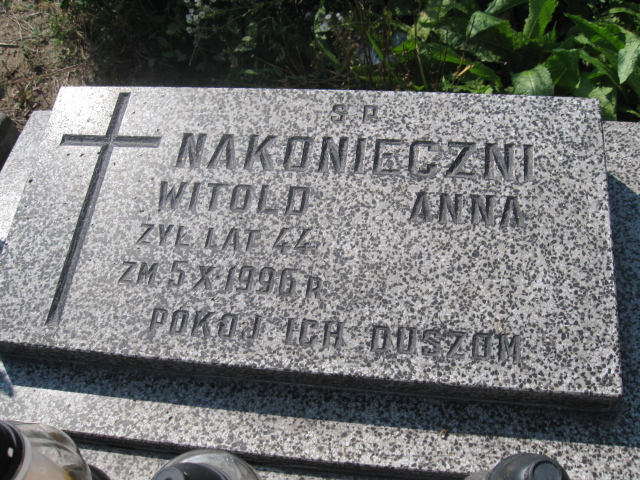 Ś.P.
NAKONIECZNI
WITOLD ANNA
ŻYŁ LAT 44
ZM 5 X 1996 R
POKÓJ ICH DUSZOM